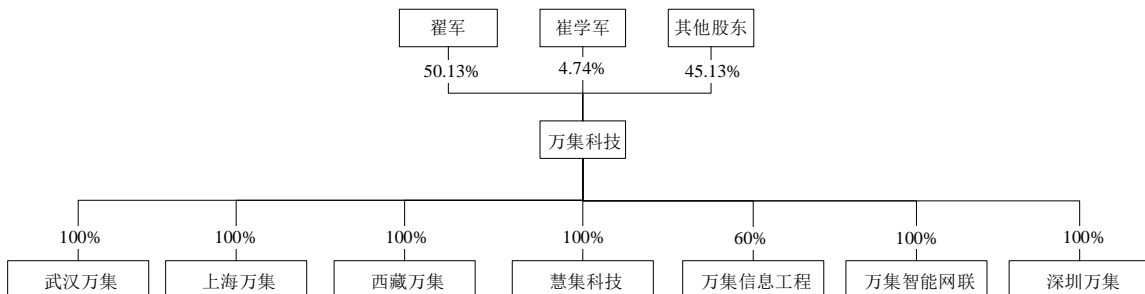 翟军 崔学军 其他股东
50.13% 4.74% 45.13%
万集科技
100% 100% 100% 100% 60% 100% 100%
武汉万集 上海万集 西藏万集 慧集科技 万集信息工程 万集智能网联 深圳万集